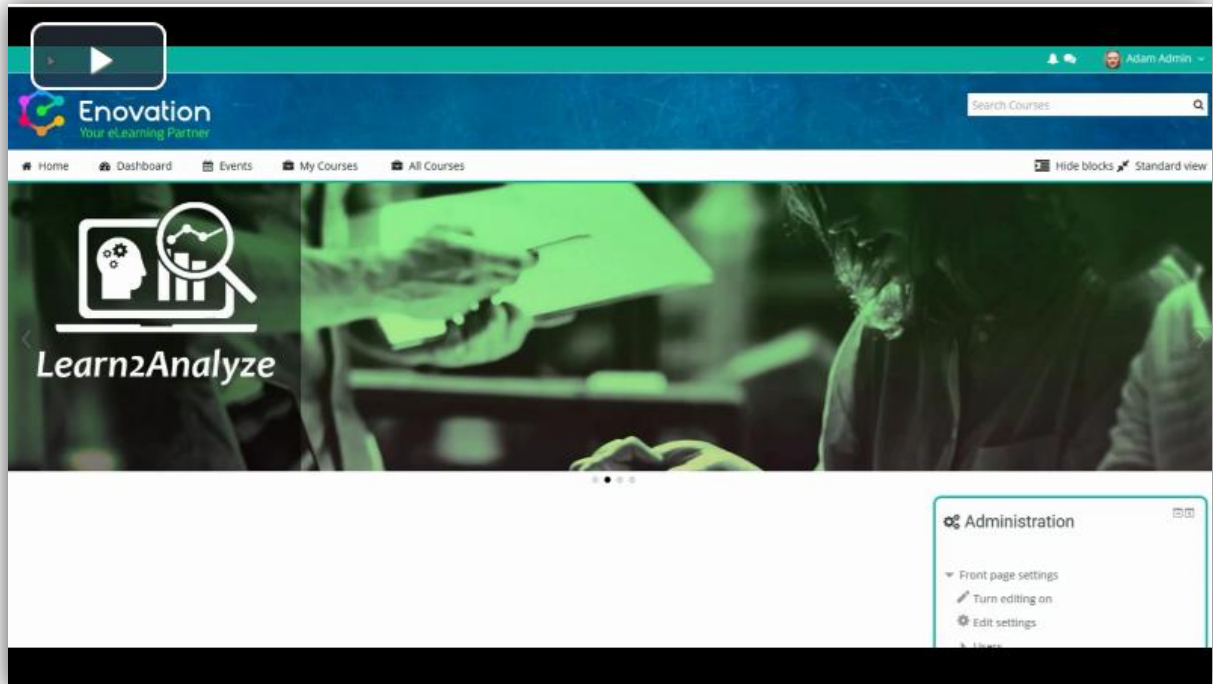 Adam Admin
Enovation
Your eLearning Partner
Search Courses
Home Dashboard Events My Courses All Courses
Hide blocks Standard view
Learn2Analyze
Administration
Front page settings
Turn editing on
Edit settings
Users